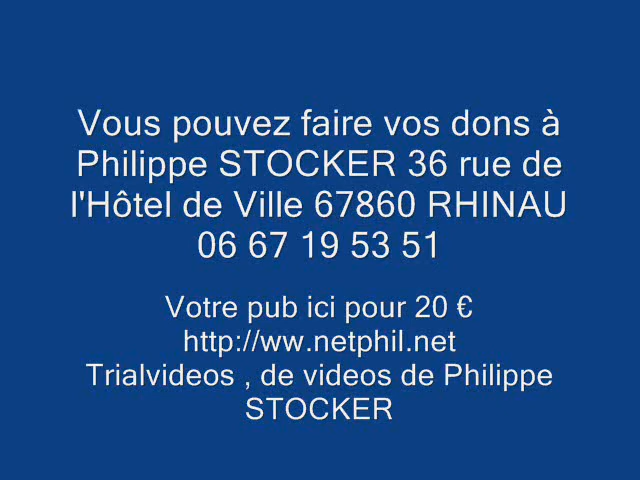 Vous pouvez faire vos dons à
Philippe STOCKER 36 rue de
l'Hôtel de Ville 67860 RHINAU
06 67 19 53 51
Votre pub ici pour 20 €
http://ww.netphil.net
Trialvideos , de videos de Philippe
STOCKER